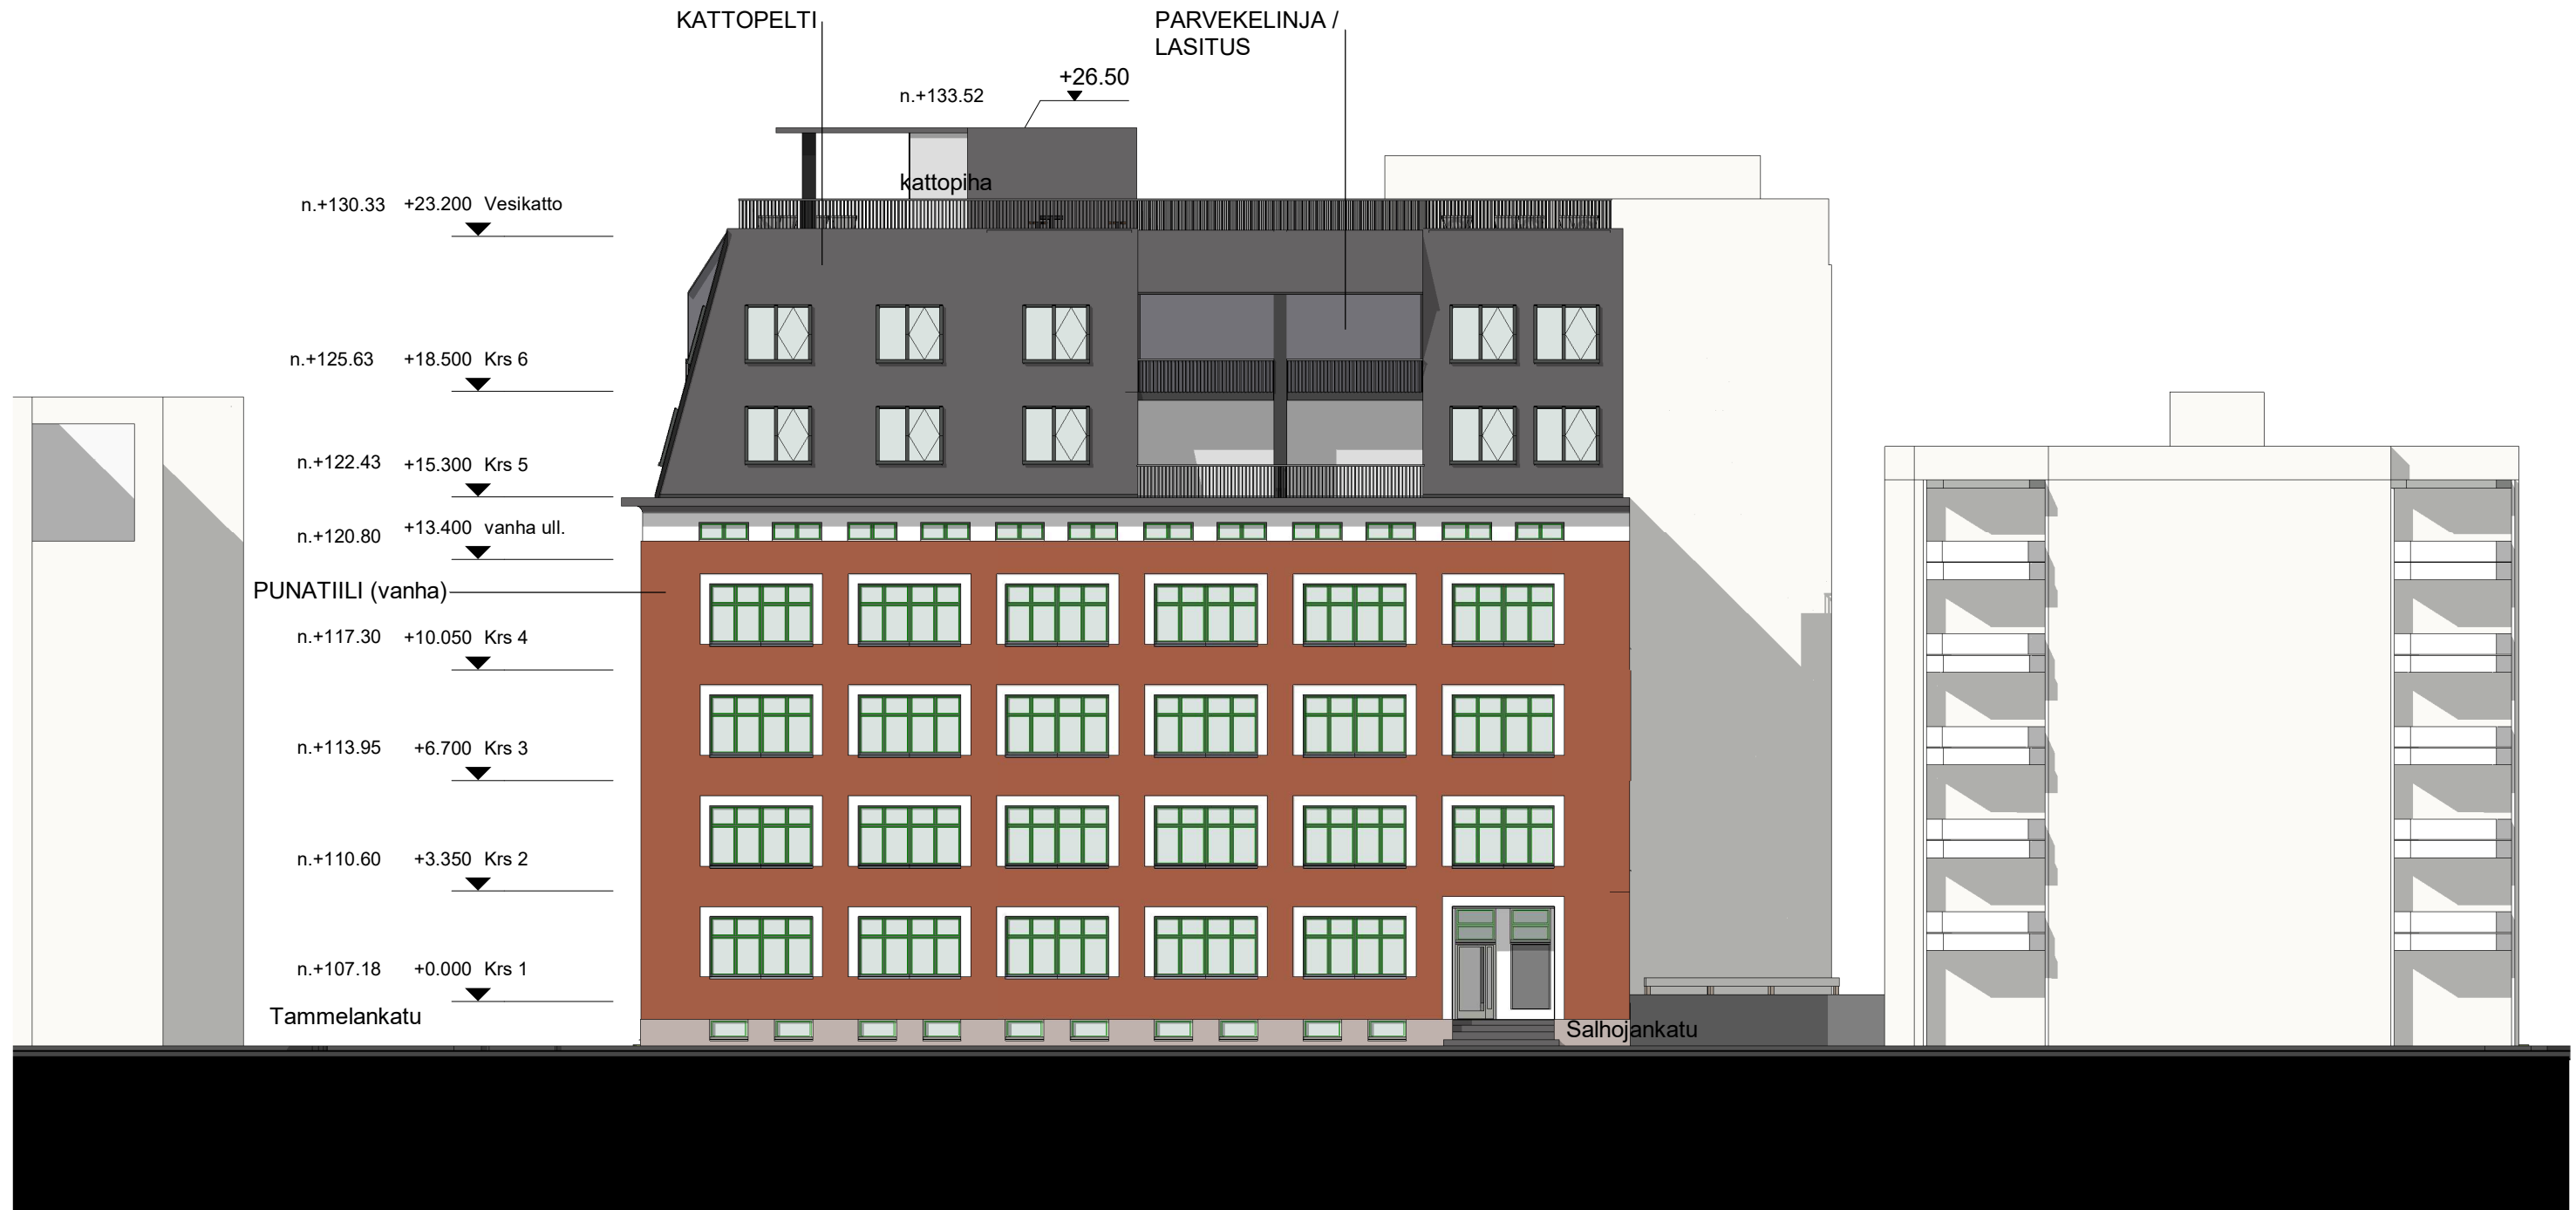 KATTOPELTI
PARVEKELINJA /
LASITUS
+26.50
n.+133.52
kattopiha
n.+130.33 +23.200 Vesikatto
n.+125.63 +18.500 Krs 6
n.+122.43 +15.300 Krs 5
n.+120.80 +13.400 vanha ull.
PUNATIILI (vanha)
n.+117.30 +10.050 Krs 4
n.+113.95 +6.700 Krs 3
n.+110.60 +3.350 Krs 2
n.+107.18 +0.000 Krs 1
Tammelankatu
Salhojankatu